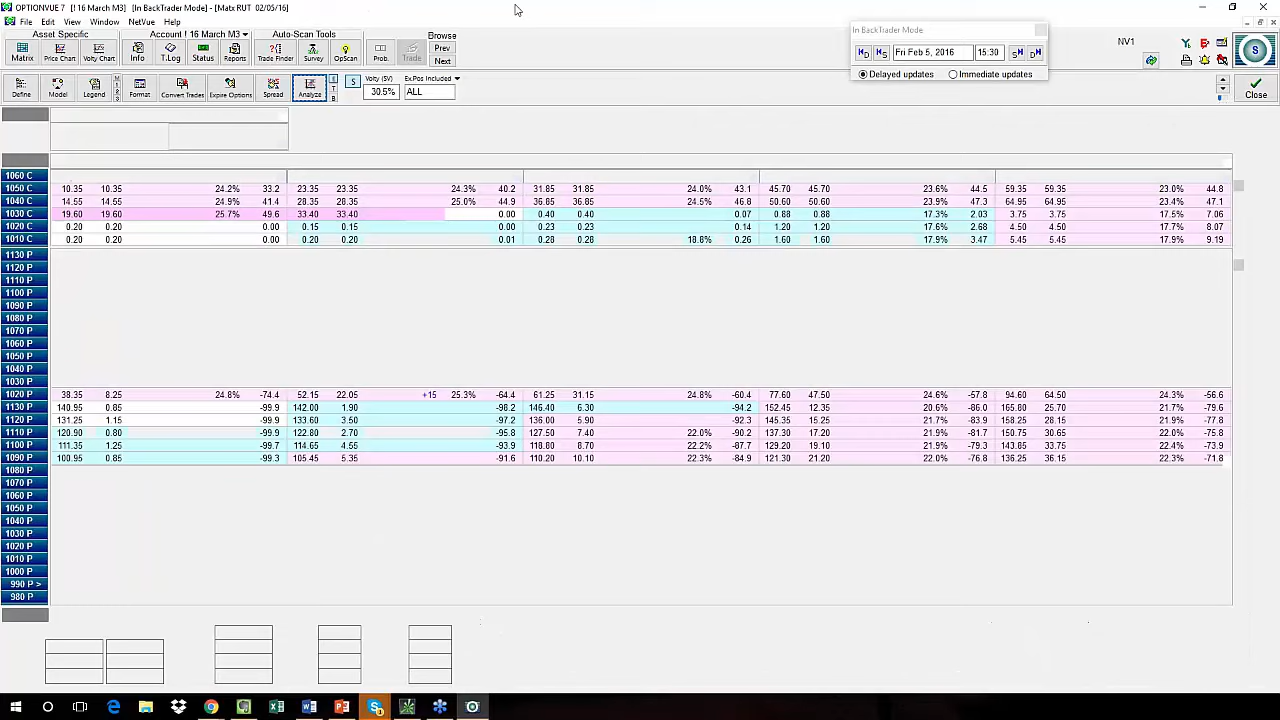 OPTIONVUE 7 [! 16 March M3] [In BackTrader Mode] - [Matx RUT 02/05/16]
File Edit View Window NetVue Help
Asset Specific Account ! 16 March M3 Auto-Scan Tools Browse
Matrix Price Chart Volty Chart Info T.Log Status Reports Trade Finder Survey OpScan Prob. Trade Prev Next
In BackTrader Mode
Fri Feb 5, 2016 15:30
Delayed updates Immediate updates
NV1
Define Model Legend Format Convert Trades Expire Options Spread Analyze
S Volty (SV) Ex.Pos Included
30.5% ALL
Close
1060 C
1050 C 10.35 10.35 24.2% 33.2 23.35 23.35 24.3% 40.2 31.85 31.85 24.0% 43.1 45.70 45.70 23.6% 44.5 59.35 59.35 23.0% 44.8
1040 C 14.55 14.55 24.9% 41.4 28.35 28.35 25.0% 44.9 36.85 36.85 24.5% 46.8 50.60 50.60 23.9% 47.3 64.95 64.95 23.4% 47.1
1030 C 19.60 19.60 25.7% 49.6 33.40 33.40 0.00 0.40 0.40 0.07 0.88 0.88 17.3% 2.03 3.75 3.75 17.5% 7.06
1020 C 0.20 0.20 0.00 0.15 0.15 0.00 0.23 0.23 0.14 1.20 1.20 17.6% 2.68 4.50 4.50 17.7% 8.07
1010 C 0.20 0.20 0.00 0.20 0.20 0.01 0.28 0.28 18.8% 0.26 1.60 1.60 17.9% 3.47 5.45 5.45 17.9% 9.19
1130 P
1120 P
1110 P
1100 P
1090 P
1080 P
1070 P
1060 P
1050 P
1040 P
1030 P
1020 P 38.35 8.25 24.8% -74.4 52.15 22.05 +15 25.3% -64.4 61.25 31.15 24.8% -60.4 77.60 47.50 24.6% -57.0 94.60 64.50 24.3% -56.6
1130 P 140.95 0.85 -99.9 142.00 1.90 -98.2 146.40 6.30 -94.2 152.45 12.35 20.6% -86.0 165.80 25.70 21.7% -79.6
1120 P 131.25 1.15 -99.9 133.60 3.50 -97.2 136.00 5.90 -92.3 145.35 15.25 21.7% -83.9 158.25 28.15 21.9% -77.8
1110 P 120.90 0.80 -99.9 122.80 2.70 -95.8 127.50 7.40 22.0% -90.2 137.30 17.20 21.9% -81.7 150.75 30.65 22.0% -75.8
1100 P 111.35 1.25 -99.7 114.65 4.55 -93.9 118.80 8.70 22.2% -87.7 129.20 19.10 21.9% -79.3 143.85 33.75 22.0% -73.9
1090 P 100.95 0.85 -99.3 105.45 5.35 -91.6 110.20 10.10 22.3% -84.9 121.30 21.20 22.0% -76.8 136.25 36.15 22.3% -71.8
1080 P
1070 P
1060 P
1050 P
1040 P
1030 P
1020 P
1010 P
1000 P
990 P >
980 P